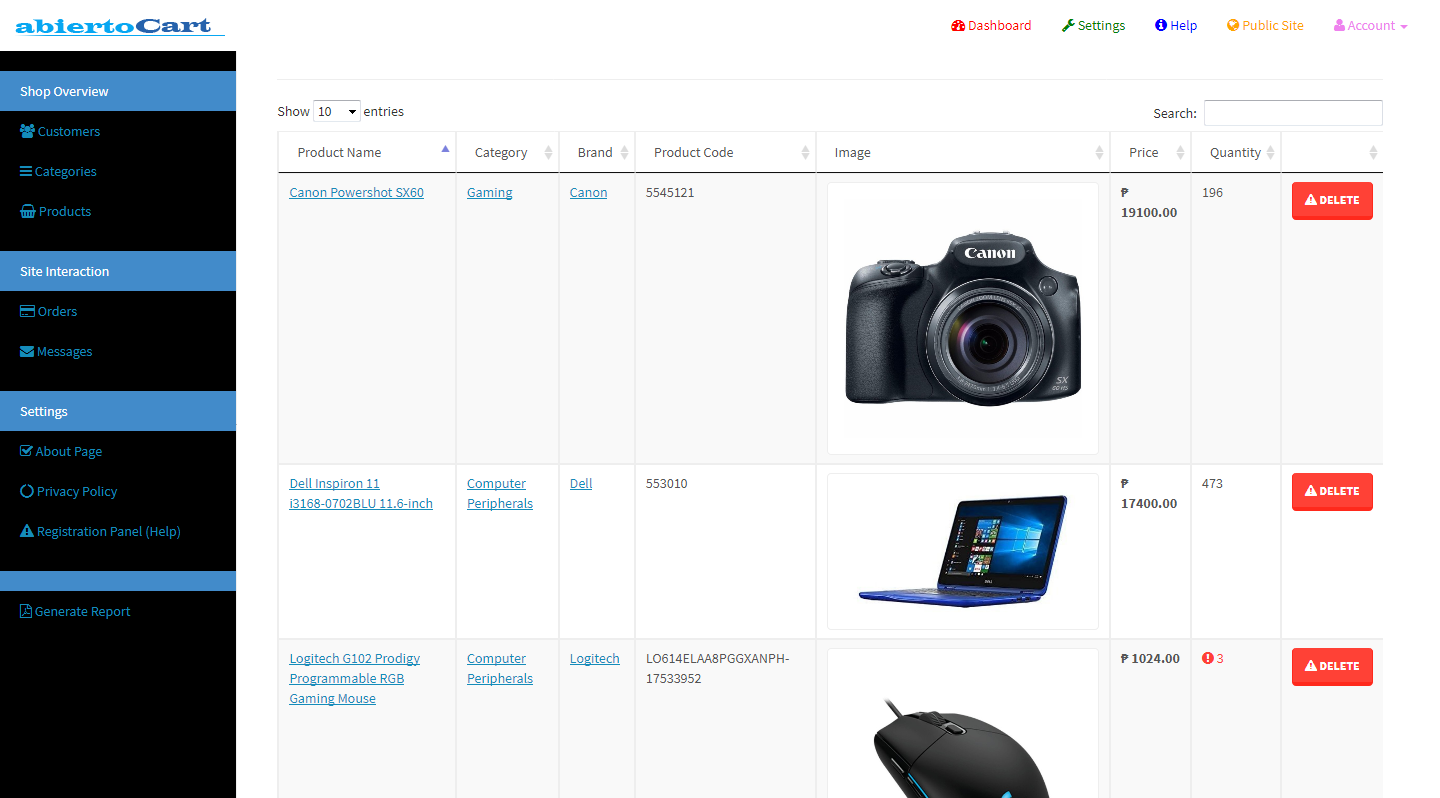 abiertoCart
Dashboard
Settings
Help
Public Site
Account
Shop Overview
Customers
Categories
Products
Site Interaction
Orders
Messages
Settings
About Page
Privacy Policy
Registration Panel (Help)
Generate Report
Show 10 entries
Search:
Product Name
Category
Brand
Product Code
Image
Price
Quantity
Canon Powershot SX60
Gaming
Canon
5545121
Canon
SX
60 HS
₱
19100.00
196
DELETE
Dell Inspiron 11
i3168-0702BLU 11.6-inch
Computer
Peripherals
Dell
553010
DELL
₱
17400.00
473
DELETE
Logitech G102 Prodigy
Programmable RGB
Gaming Mouse
Computer
Peripherals
Logitech
LO614ELAA8PGGXANPH-
17533952
₱ 1024.00
3
DELETE